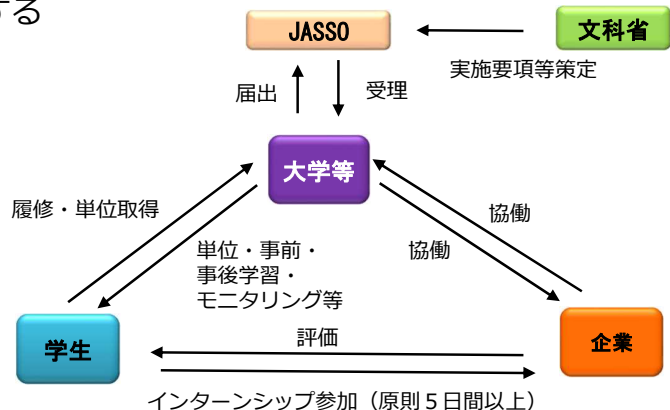 する
JASSO
文科省
実施要項等策定
届出
受理
大学等
履修・単位取得
協働
単位・事前・
事後学習・
モニタリング等
協働
学生
企業
評価
インターンシップ参加（原則５日間以上）